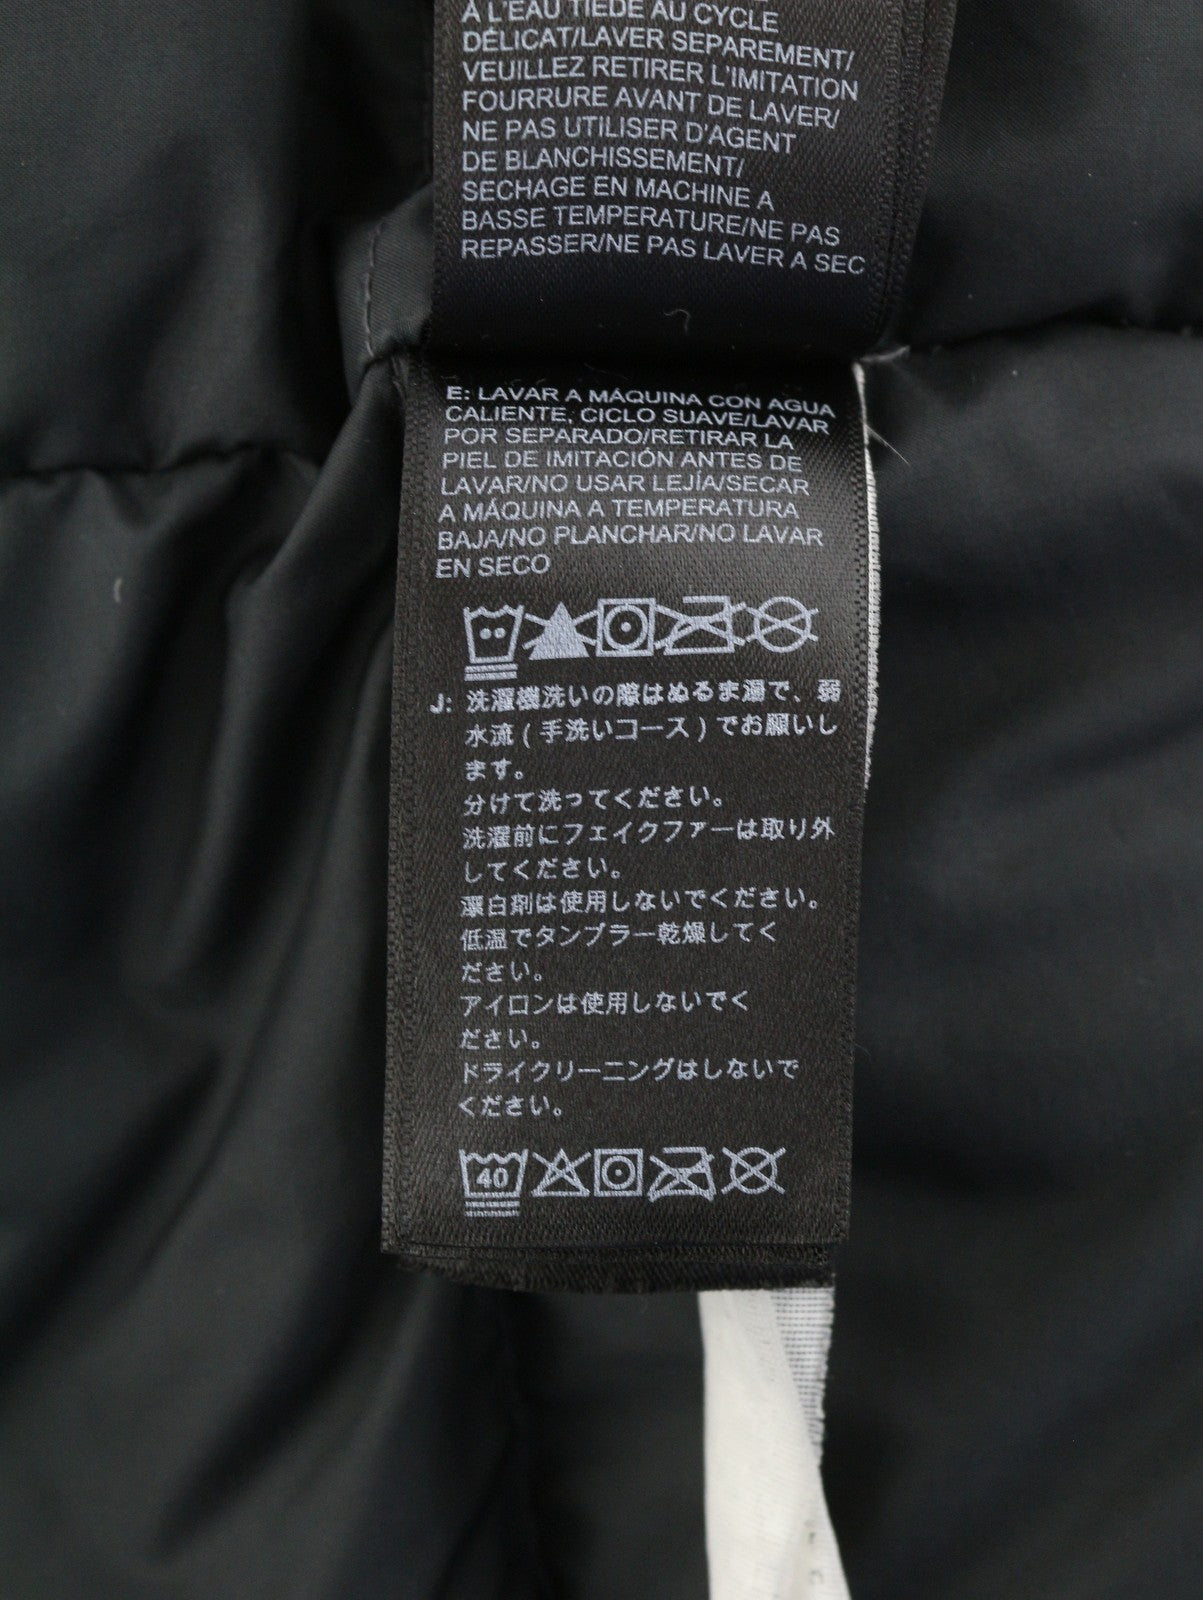 À L'EAU TIÈDE AU CYCLE
DÉLICAT/LAVER SEPAREMENT/
VEUILLEZ RETIRER L'IMITATION
FOURRURE AVANT DE LAVER/
NE PAS UTILISER D'AGENT
DE BLANCHISSEMENT/
SECHAGE EN MACHINE A
BASSE TEMPERATURE/NE PAS
REPASSER/NE PAS LAVER A SEC
E: LAVAR A MÁQUINA CON AGUA
CALIENTE, CICLO SUAVE/LAVAR
POR SEPARADO/RETIRAR LA
PIEL DE IMITACIÓN ANTES DE
LAVAR/NO USAR LEJÍA/SECAR
A MÁQUINA A TEMPERATURA
BAJA/NO PLANCHAR/NO LAVAR
EN SECO
J: 洗濯機洗いの際はぬるま湯で、弱
水流(手洗いコース)でお願いし
ます。
分けて洗ってください。
洗濯前にフェイクファーは取り外
してください。
漂白剤は使用しないでください。
低温でタンブラー乾燥してく
ださい。
アイロンは使用しないでく
ださい。
ドライクリーニングはしないで
ください。
40